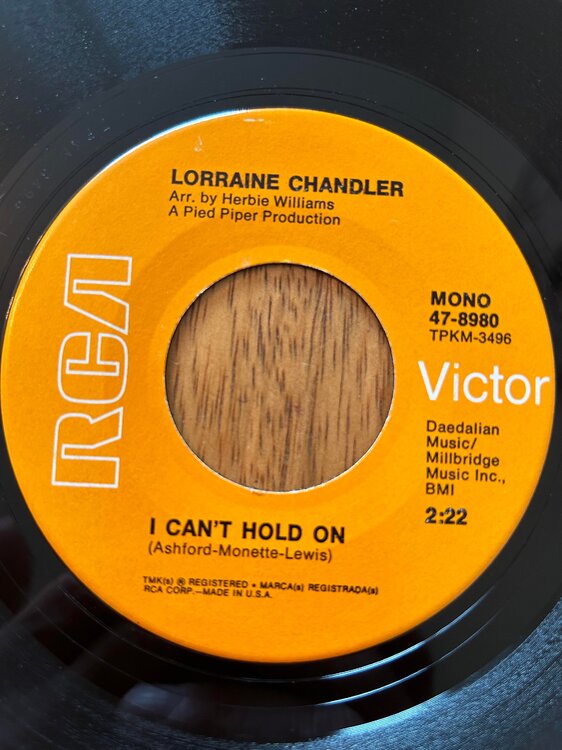 LORRAINE CHANDLER
Arr. by Herbie Williams
A Pied Piper Production
RCA
MONO
47-8980
TPKM-3496
Victor
Daedalian
Music/
Millbridge
Music Inc.,
BMI
2:22
I CAN'T HOLD ON
(Ashford-Monette-Lewis)
TMK(s) ® REGISTERED • MARCA(s) REGISTRADA(s)
RCA CORP.—MADE IN U.S.A.